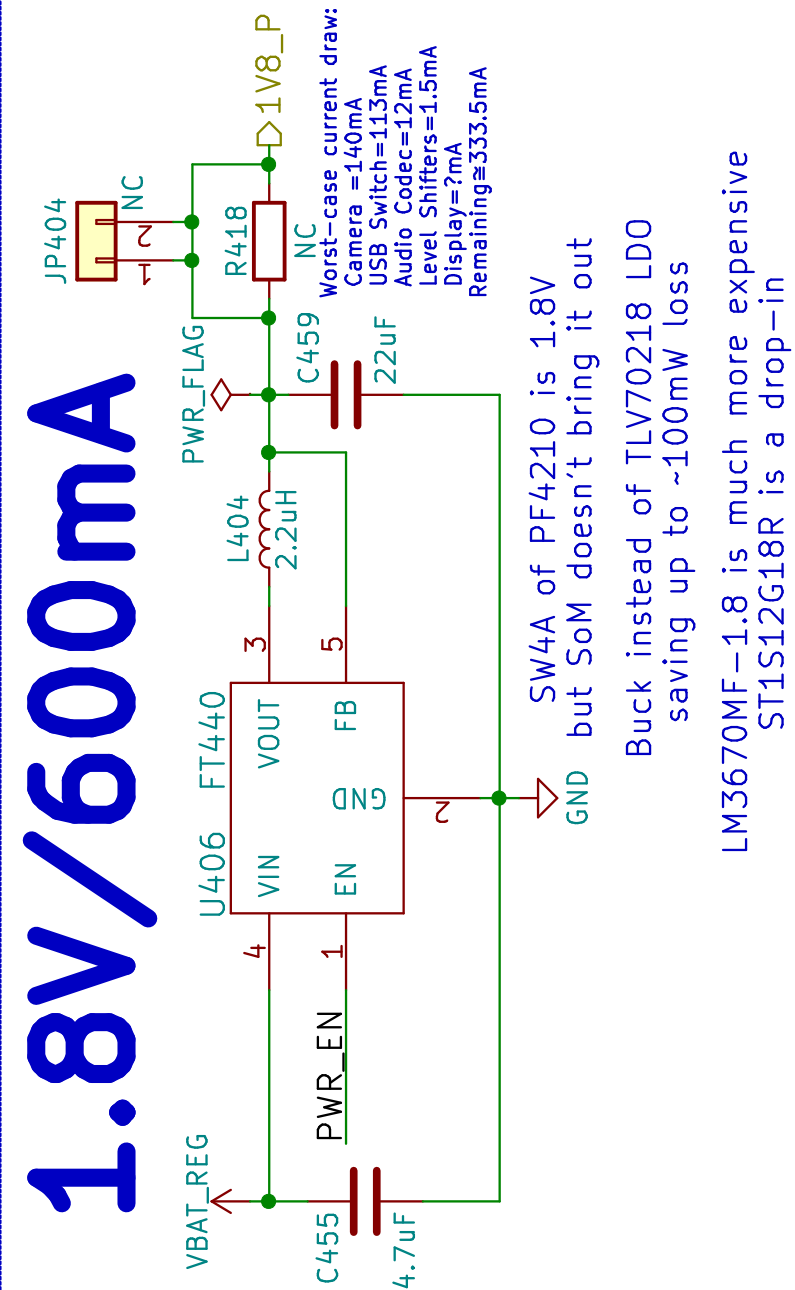 1.8V/600mA
JP404
NC
1
2
R418
NC
1V8_P
Worst-case current draw:
Camera =140mA
USB Switch=113mA
Audio Codec=12mA
Level Shifters=1.5mA
Display=?mA
Remaining≅333.5mA
VBAT_REG
C455
4.7uF
PWR_EN
U406
FT440
4
VIN
VOUT
3
1
EN
GND
FB
5
2
GND
L404
2.2uH
PWR_FLAG
C459
22uF
SW4A of PF4210 is 1.8V
but SoM doesn't bring it out
Buck instead of TLV70218 LDO
saving up to ~100mW loss
LM3670MF-1.8 is much more expensive
ST1S12G18R is a drop-in